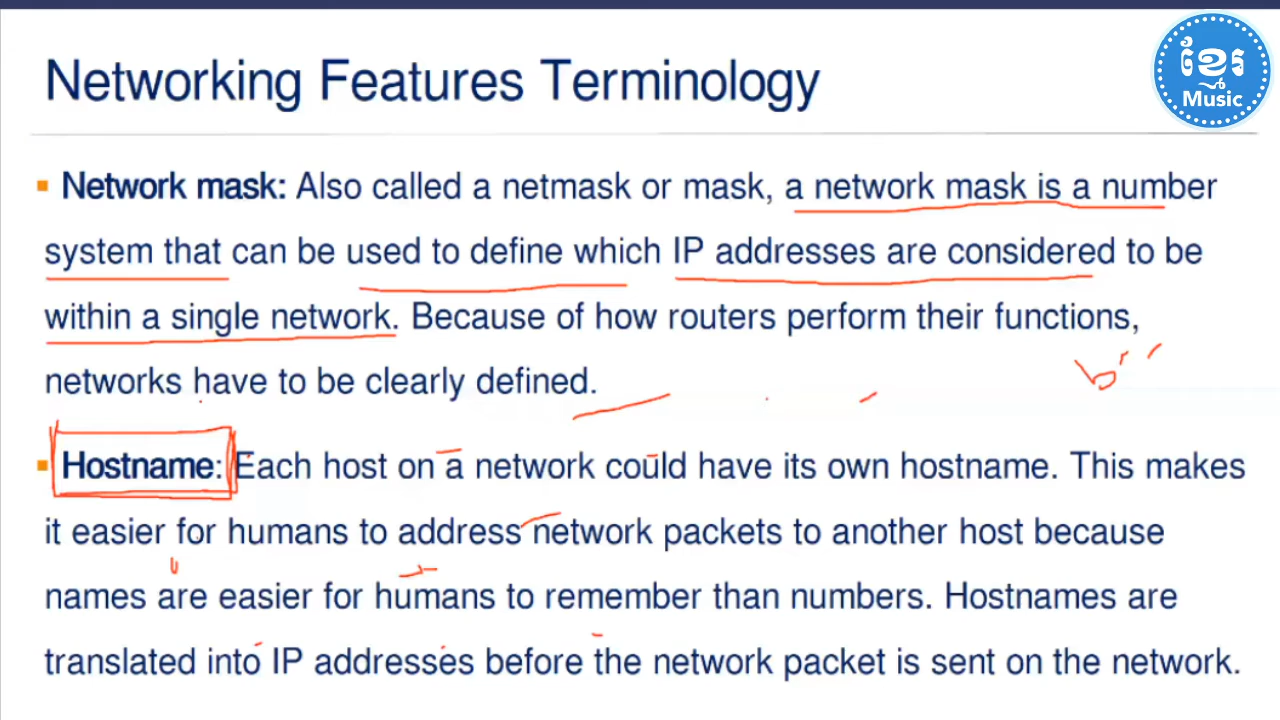 Networking Features Terminology
ខ្មែរ
Music
▪ Network mask: Also called a netmask or mask, a network mask is a number
system that can be used to define which IP addresses are considered to be
within a single network. Because of how routers perform their functions,
networks have to be clearly defined.
▪ Hostname: Each host on a network could have its own hostname. This makes
it easier for humans to address network packets to another host because
names are easier for humans to remember than numbers. Hostnames are
translated into IP addresses before the network packet is sent on the network.